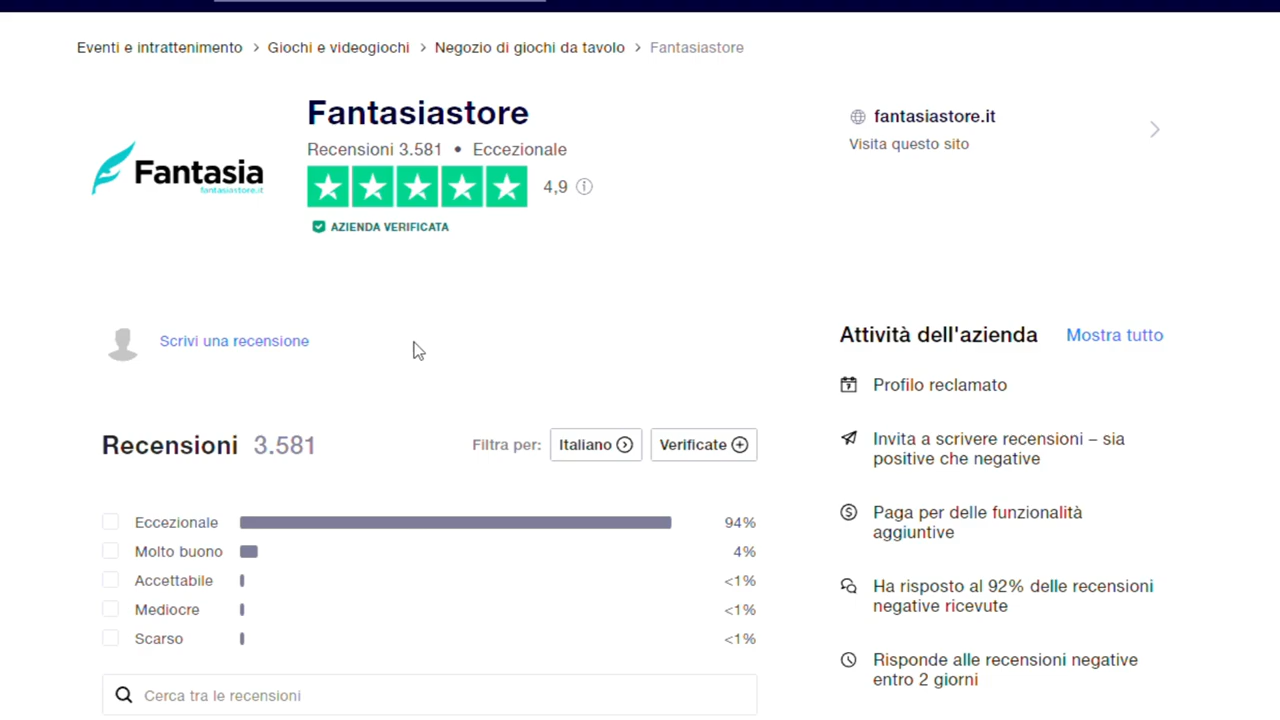 Eventi e intrattenimento > Giochi e videogiochi > Negozio di giochi da tavolo > Fantasiastore
Fantasia
fantasiastore.it
Fantasiastore
Recensioni 3.581 • Eccezionale
4,9
AZIENDA VERIFICATA
fantasiastore.it
Visita questo sito
Scrivi una recensione
Recensioni 3.581
Filtra per: Italiano Verificate
Eccezionale 94%
Molto buono 4%
Accettabile <1%
Mediocre <1%
Scarso <1%
Cerca tra le recensioni
Attività dell'azienda Mostra tutto
Profilo reclamato
Invita a scrivere recensioni – sia
positive che negative
Paga per delle funzionalità
aggiuntive
Ha risposto al 92% delle recensioni
negative ricevute
Risponde alle recensioni negative
entro 2 giorni